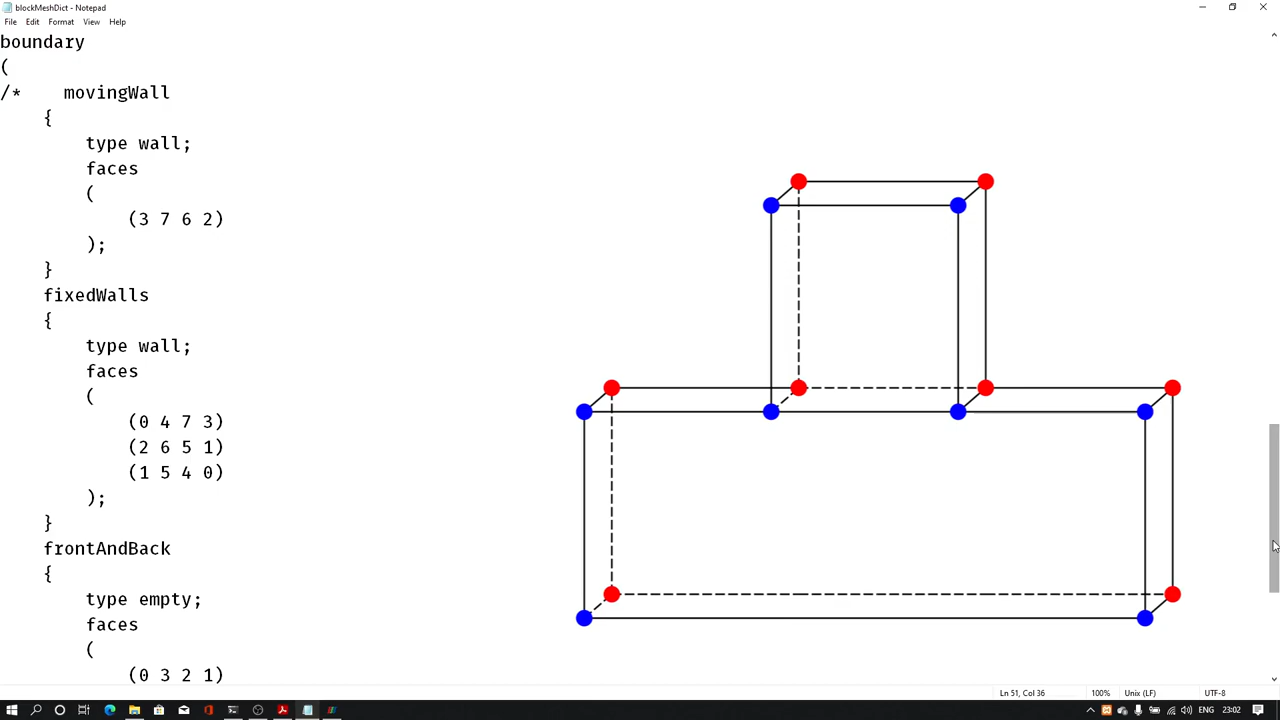 blockMeshDict - Notepad
File Edit Format View Help
boundary
(
/* movingWall
{
type wall;
faces
(
(3 7 6 2)
);
}
fixedWalls
{
type wall;
faces
(
(0 4 7 3)
(2 6 5 1)
(1 5 4 0)
);
}
frontAndBack
{
type empty;
faces
(
(0 3 2 1)
Ln 51, Col 36 100% Unix (LF) UTF-8
ENG 23:02